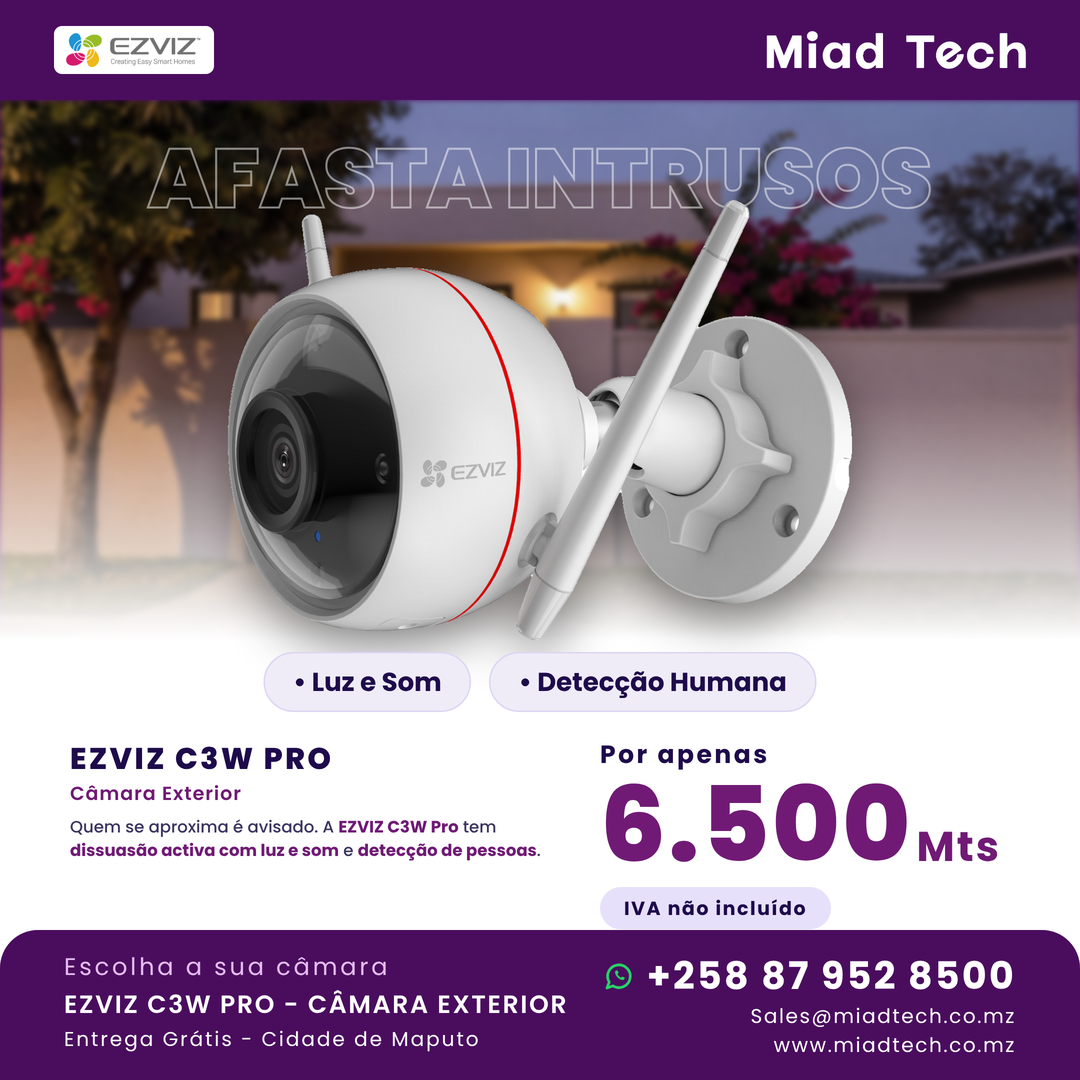 EZVIZ™
Creating Easy Smart Homes
Miad Tech
AFASTA INTRUSOS
EZVIZ
• Luz e Som
• Detecção Humana
EZVIZ C3W PRO
Câmara Exterior
Quem se aproxima é avisado. A EZVIZ C3W Pro tem
dissuasão activa com luz e som e detecção de pessoas.
Por apenas
6.500 Mts
IVA não incluído
Escolha a sua câmara
EZVIZ C3W PRO - CÂMARA EXTERIOR
Entrega Grátis - Cidade de Maputo
+258 87 952 8500
Sales@miadtech.co.mz
www.miadtech.co.mz